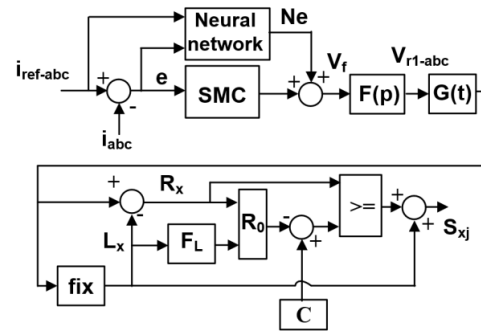 Neural network
Ne
i_ref-abc
+
-
e
SMC
+
+
V_f
F(p)
V_r1-abc
G(t)
i_abc
+
-
R_x
L_x
F_L
R_0
-
+
>=
+
+
S_xj
fix
C